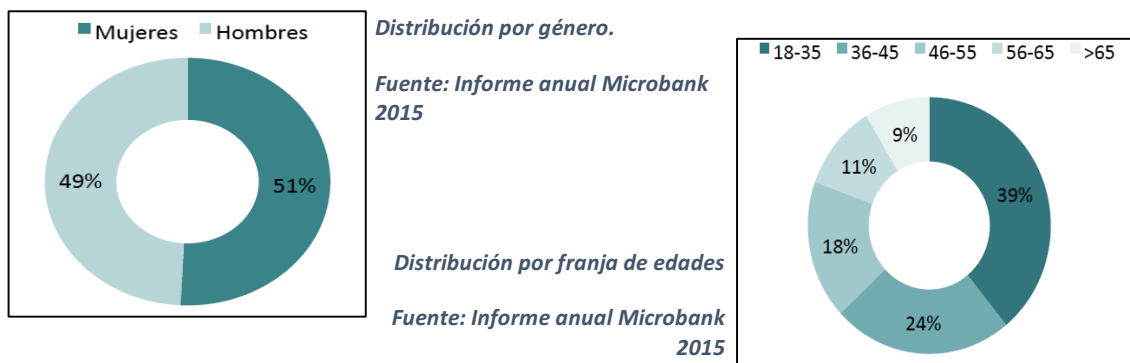 Mujeres Hombres
49%
51%
Distribución por género.
Fuente: Informe anual Microbank
2015
Distribución por franja de edades
Fuente: Informe anual Microbank
2015
18-35 36-45 46-55 56-65 >65
9%
11%
39%
18%
24%